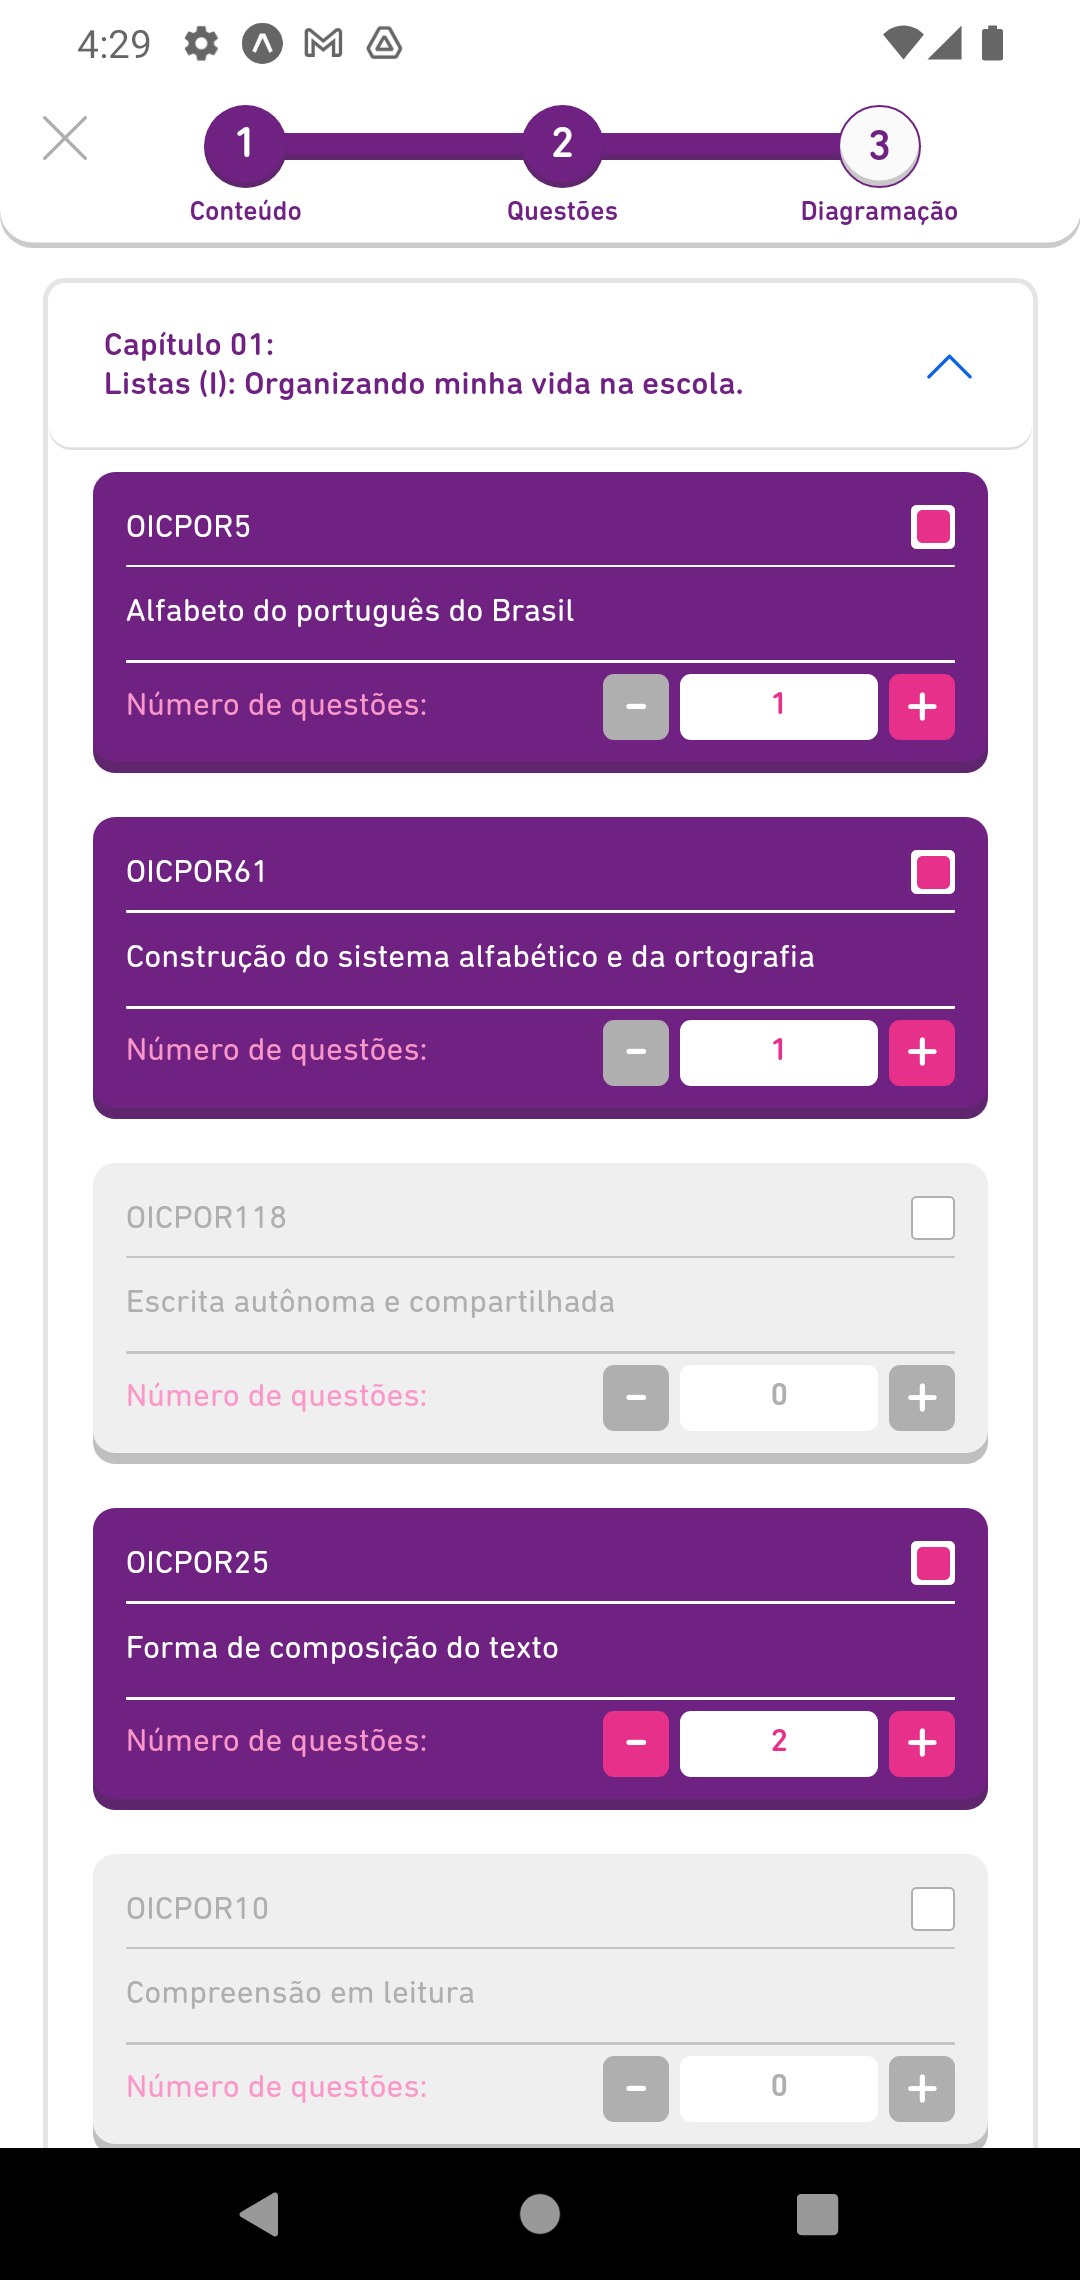 4:29
1 2 3
Conteúdo Questões Diagramação
Capítulo 01:
Listas (I): Organizando minha vida na escola.
OICPOR5
Alfabeto do português do Brasil
Número de questões: - 1 +
OICPOR61
Construção do sistema alfabético e da ortografia
Número de questões: - 1 +
OICPOR118
Escrita autônoma e compartilhada
Número de questões: - 0 +
OICPOR25
Forma de composição do texto
Número de questões: - 2 +
OICPOR10
Compreensão em leitura
Número de questões: - 0 +